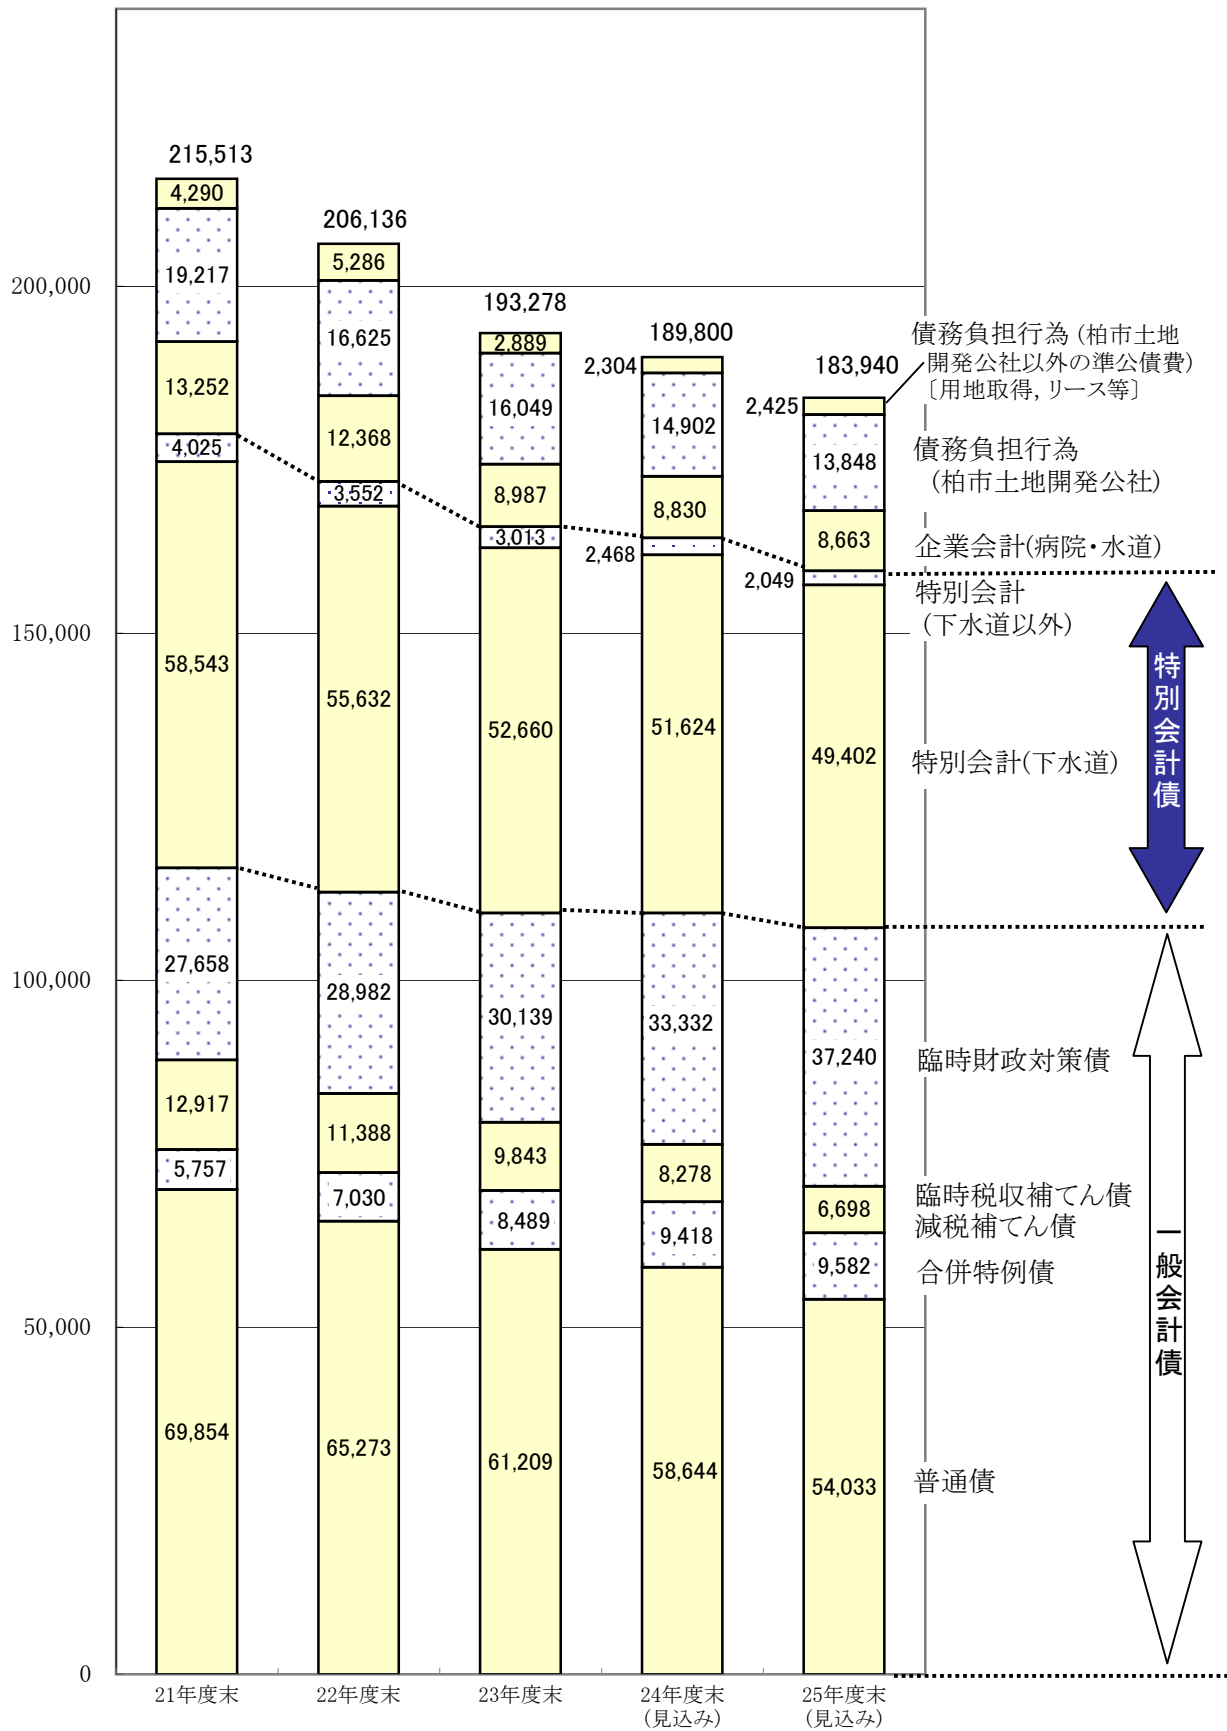 215,513
4,290
19,217
13,252
4,025
58,543
27,658
12,917
5,757
69,854
206,136
5,286
16,625
12,368
3,552
55,632
28,982
11,388
7,030
65,273
193,278
2,889
16,049
8,987
3,013
52,660
30,139
9,843
8,489
61,209
189,800
2,304
14,902
8,830
2,468
51,624
33,332
8,278
9,418
58,644
183,940
2,425
13,848
8,663
2,049
49,402
37,240
6,698
9,582
54,033
200,000
150,000
100,000
50,000
0
21年度末
22年度末
23年度末
24年度末
(見込み)
25年度末
(見込み)
債務負担行為 (柏市土地
開発公社以外の準公債費)
〔用地取得, リース等〕
債務負担行為
(柏市土地開発公社)
企業会計(病院・水道)
特別会計
(下水道以外)
特別会計(下水道)
臨時財政対策債
臨時税収補てん債
減税補てん債
合併特例債
普通債
特別会計債
一般会計債